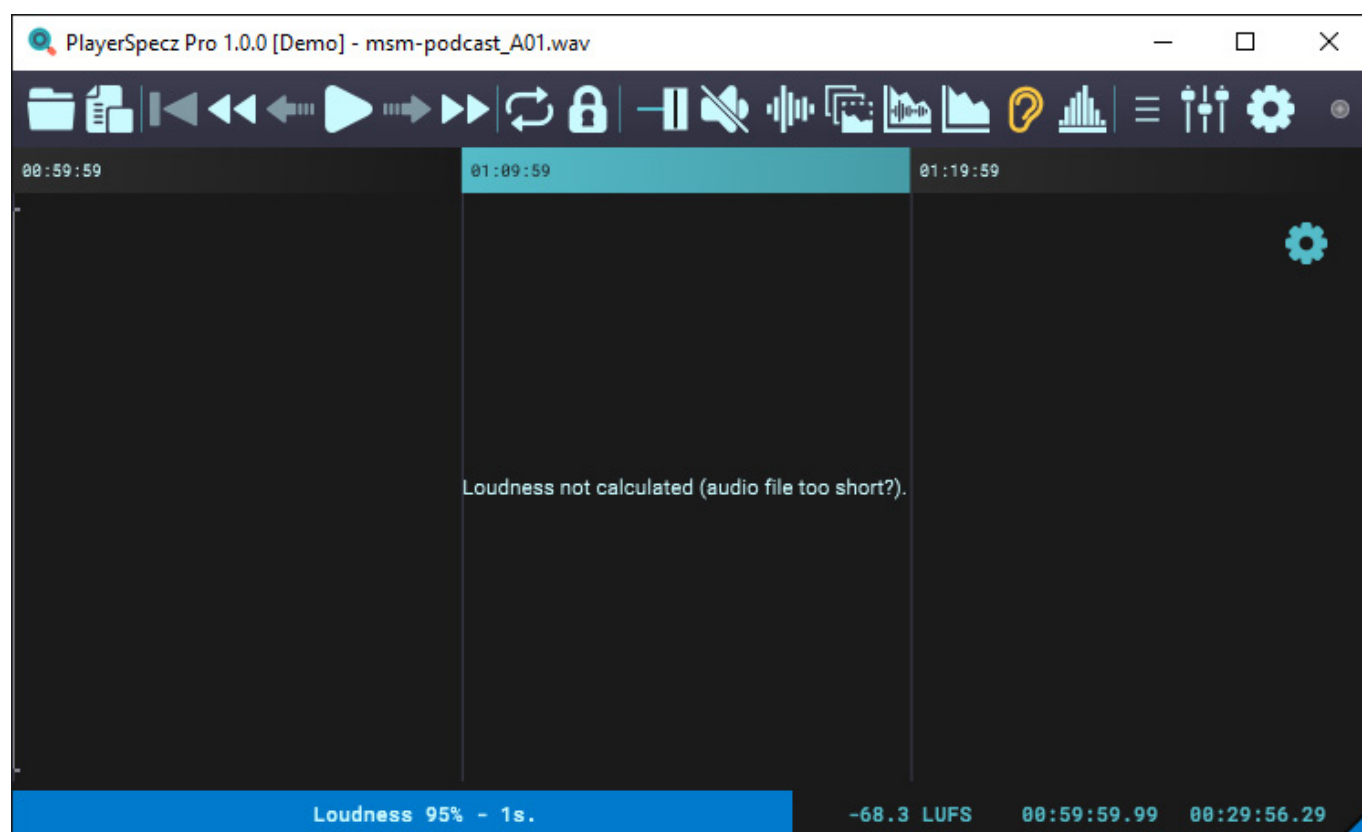 PlayerSpecz Pro 1.0.0 [Demo] - msm-podcast_A01.wav
00:59:59 01:09:59 01:19:59
Loudness not calculated (audio file too short?).
Loudness 95% - 1s. -68.3 LUFS 00:59:59.99 00:29:56.29